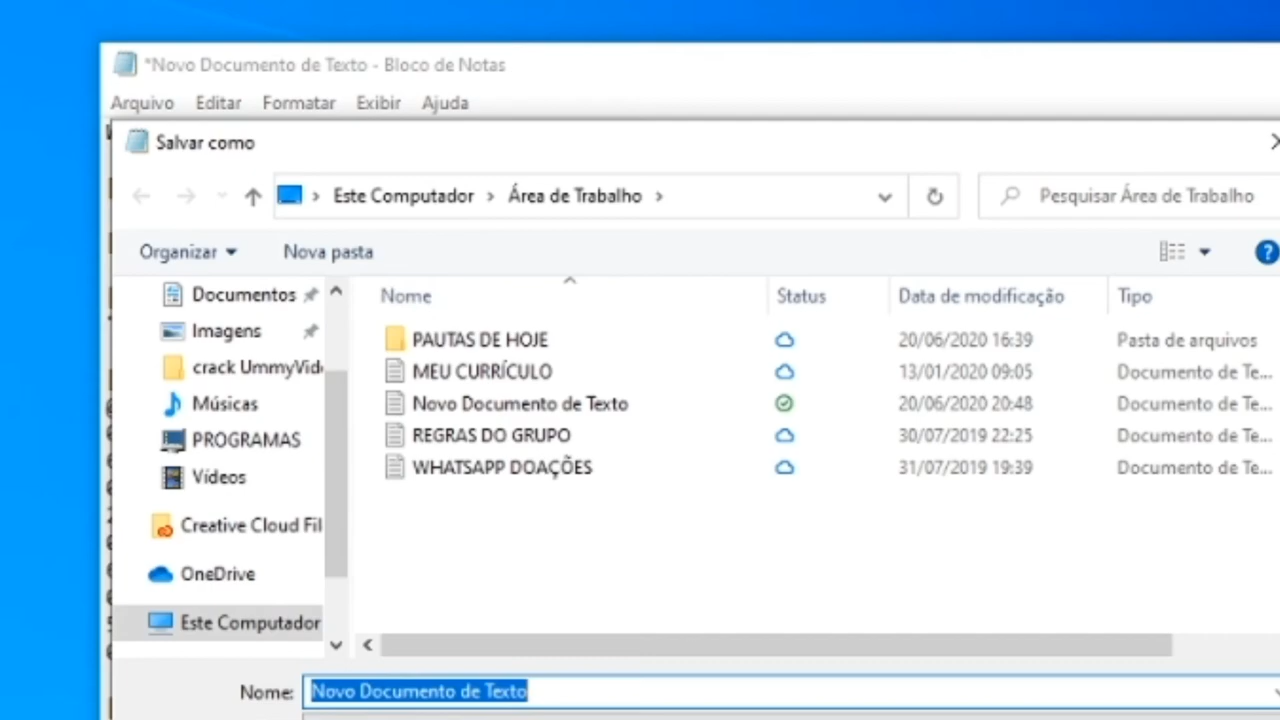 *Novo Documento de Texto - Bloco de Notas
Arquivo Editar Formatar Exibir Ajuda
Salvar como
Este Computador > Área de Trabalho >
Pesquisar Área de Trabalho
Organizar Nova pasta
?
Documentos
Imagens
crack UmmyVid
Músicas
PROGRAMAS
Vídeos
Creative Cloud Fil
OneDrive
Este Computador
Nome Status Data de modificação Tipo
PAUTAS DE HOJE 20/06/2020 16:39 Pasta de arquivos
MEU CURRÍCULO 13/01/2020 09:05 Documento de Te...
Novo Documento de Texto 20/06/2020 20:48 Documento de Te...
REGRAS DO GRUPO 30/07/2019 22:25 Documento de Te...
WHATSAPP DOAÇÕES 31/07/2019 19:39 Documento de Te...
Nome: Novo Documento de Texto